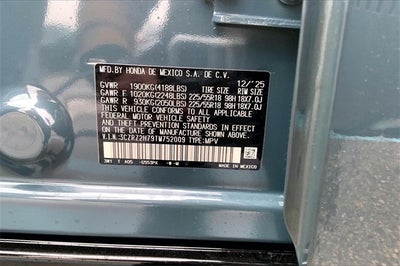 MFD.BY HONDA DE MEXICO S.A. DE C.V.
12/'25
GVWR 1900KG(4188LBS) TIRE SIZE RIM SIZE
GAWR F 1020KG(2248LBS) 225/55R18 98H 18X7.0J
GAWR R 930KG(2050LBS) 225/55R18 98H 18X7.0J
THIS VEHICLE CONFORMS TO ALL APPLICABLE
FEDERAL MOTOR VEHICLE SAFETY, BUMPER,
AND THEFT PREVENTION STANDARDS IN EFFECT
ON THE DATE OF MANUFACTURE SHOWN ABOVE.
V.I.N.:3CZRZ2H79TM752009 TYPE:MPV
MADE IN MEXICO